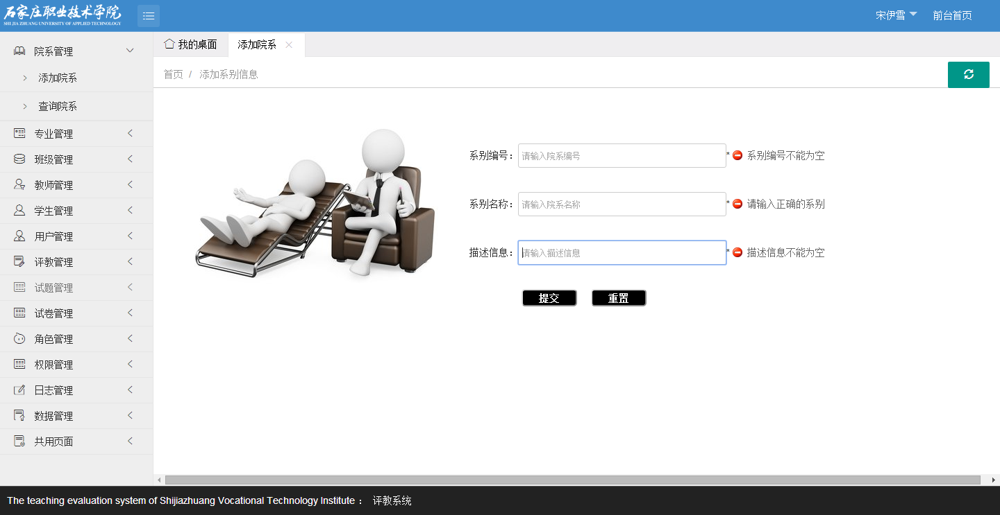 石家庄职业技术学院
SHI JIA ZHUANG UNIVERSITY OF APPLIED TECHNOLOGY
宋伊雪 前台首页
院系管理
添加院系
查询院系
专业管理
班级管理
教师管理
学生管理
用户管理
评教管理
试题管理
试卷管理
角色管理
权限管理
日志管理
数据管理
共用页面
我的桌面 添加院系
首页 / 添加系别信息
系别编号： 请输入院系编号 * 系别编号不能为空
系别名称： 请输入院系名称 * 请输入正确的系别
描述信息： 请输入描述信息 * 描述信息不能为空
提交 重置
The teaching evaluation system of Shijiazhuang Vocational Technology Institute ： 评教系统